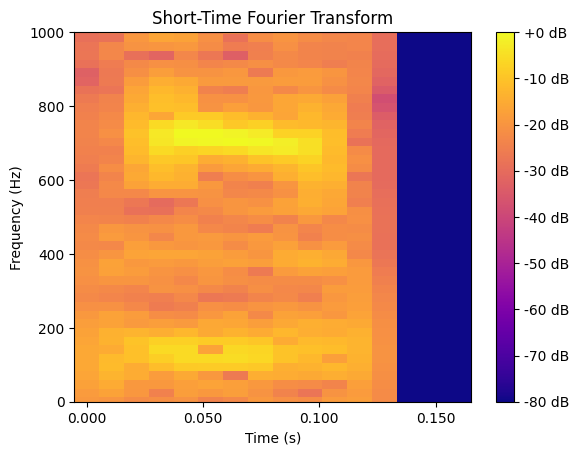 Short-Time Fourier Transform
1000
800
600
400
200
0
Frequency (Hz)
0.000
0.050
0.100
0.150
Time (s)
+0 dB
-10 dB
-20 dB
-30 dB
-40 dB
-50 dB
-60 dB
-70 dB
-80 dB